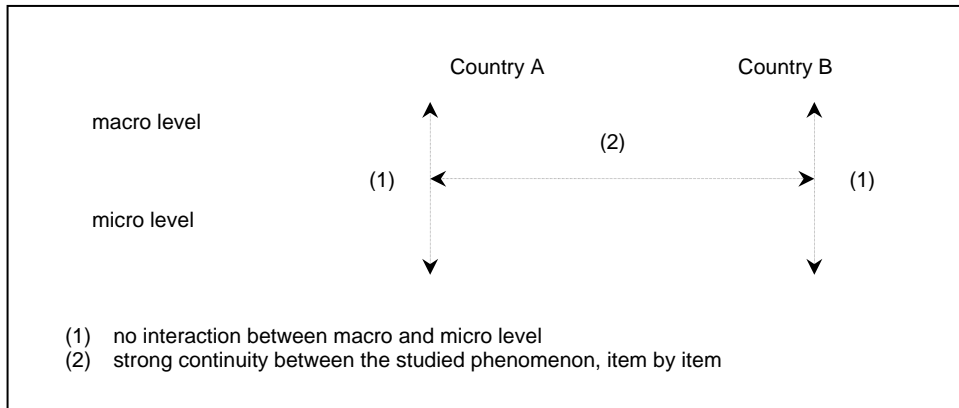 Country A Country B
macro level
(2)
(1) (1)
micro level
(1) no interaction between macro and micro level
(2) strong continuity between the studied phenomenon, item by item